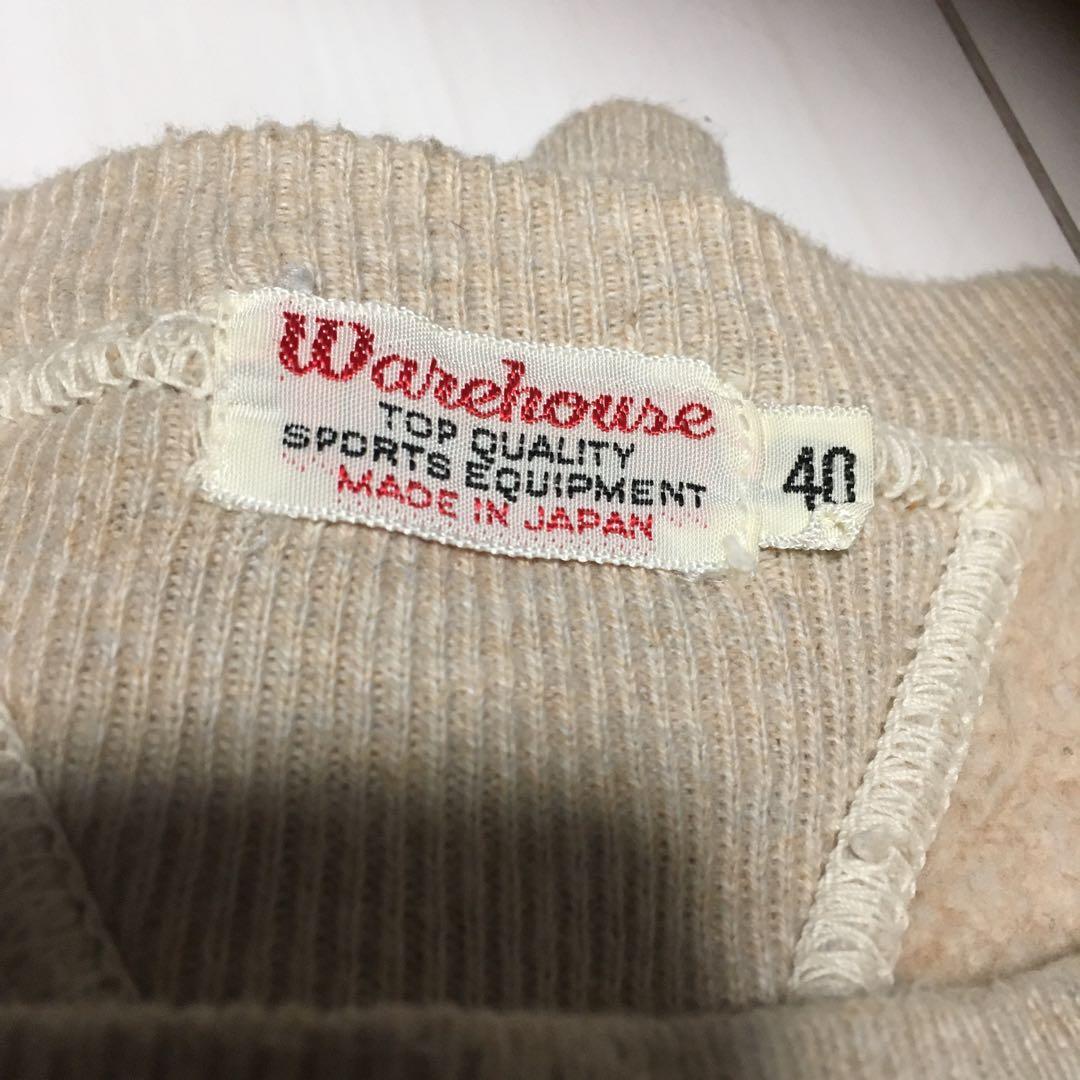 Warehouse
TOP QUALITY
SPORTS EQUIPMENT
MADE IN JAPAN
40